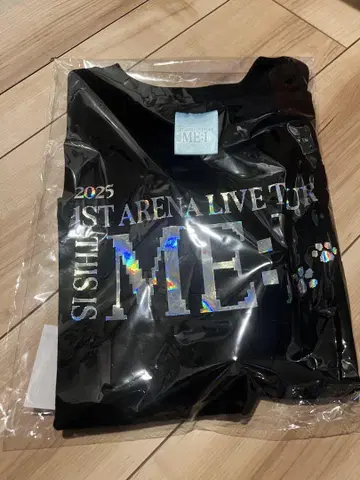 ME:I
2025
1ST ARENA LIVE TOUR
THIS IS
ME: